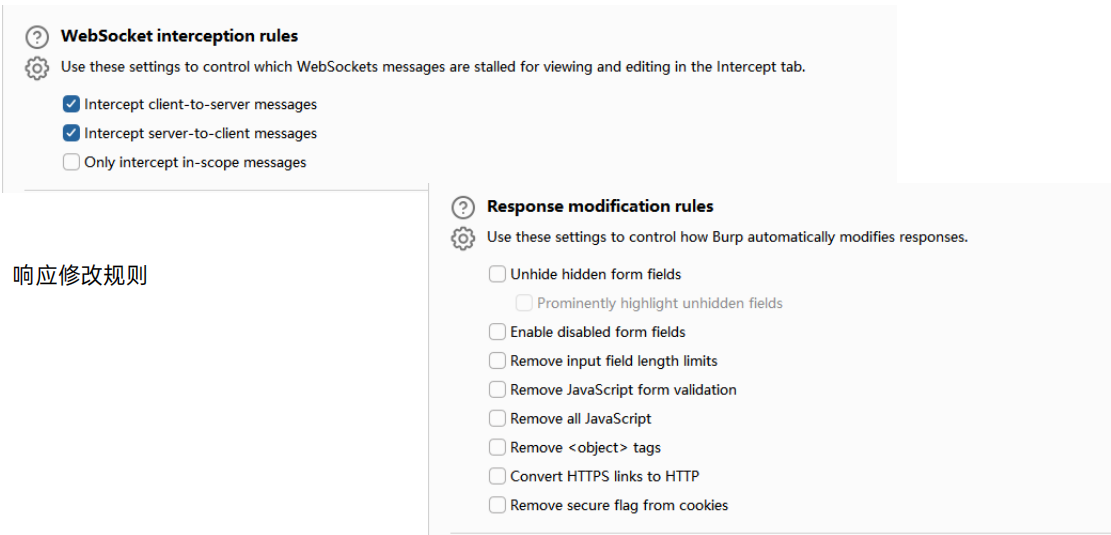 WebSocket interception rules
Use these settings to control which WebSockets messages are stalled for viewing and editing in the Intercept tab.
Intercept client-to-server messages
Intercept server-to-client messages
Only intercept in-scope messages
响应修改规则
Response modification rules
Use these settings to control how Burp automatically modifies responses.
Unhide hidden form fields
Prominently highlight unhidden fields
Enable disabled form fields
Remove input field length limits
Remove JavaScript form validation
Remove all JavaScript
Remove <object> tags
Convert HTTPS links to HTTP
Remove secure flag from cookies